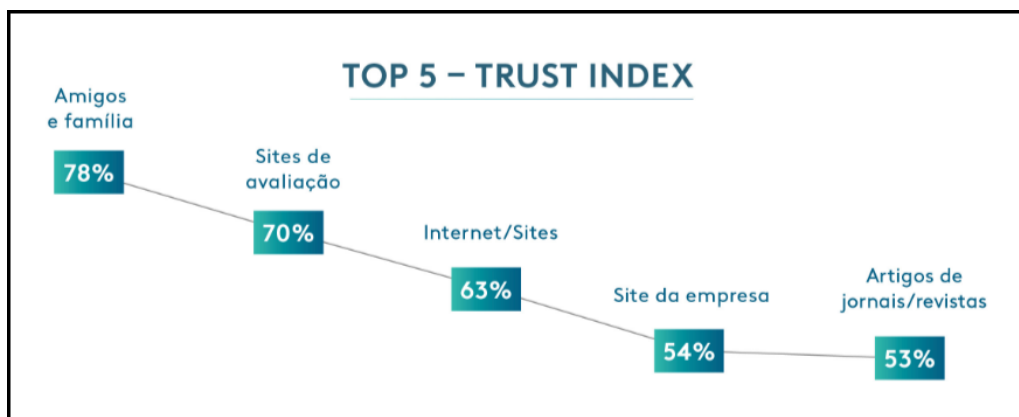 TOP 5 – TRUST INDEX
Amigos
e família
78%
Sites de
avaliação
70%
Internet/Sites
63%
Site da empresa
54%
Artigos de
jornais/revistas
53%